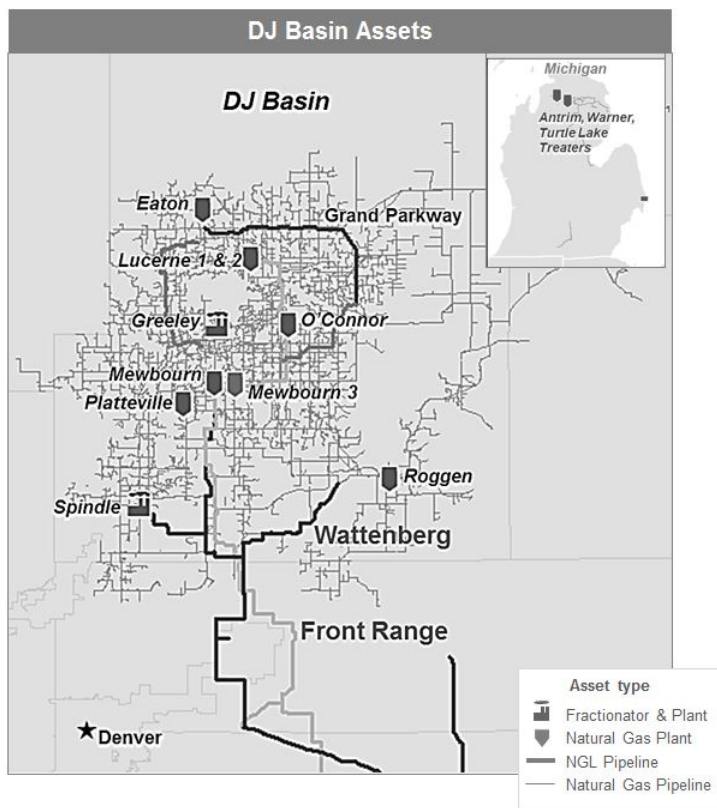 DJ Basin Assets
DJ Basin
Michigan
Antrim, Warner,
Turtle Lake
Treaters
Eaton
Grand Parkway
Lucerne 1 & 2
Greeley
O'Connor
Mewbourn
Mewbourn 3
Platteville
Roggen
Spindle
Wattenberg
Front Range
Denver
Asset type
Fractionator & Plant
Natural Gas Plant
NGL Pipeline
Natural Gas Pipeline